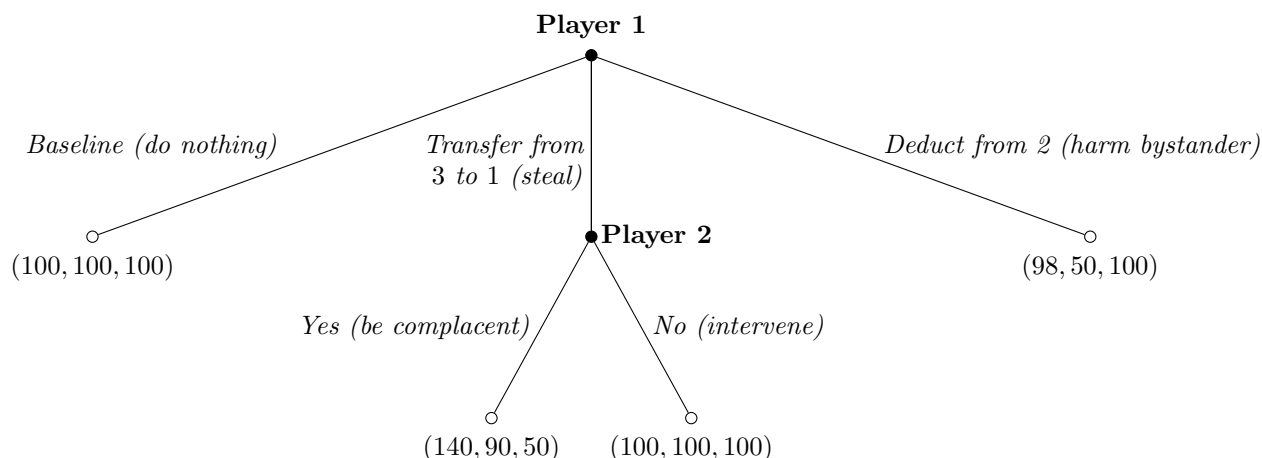 Player 1
Baseline (do nothing)
Transfer from
3 to 1 (steal)
Deduct from 2 (harm bystander)
Player 2
(100, 100, 100)
(98, 50, 100)
Yes (be complacent)
No (intervene)
(140, 90, 50)
(100, 100, 100)